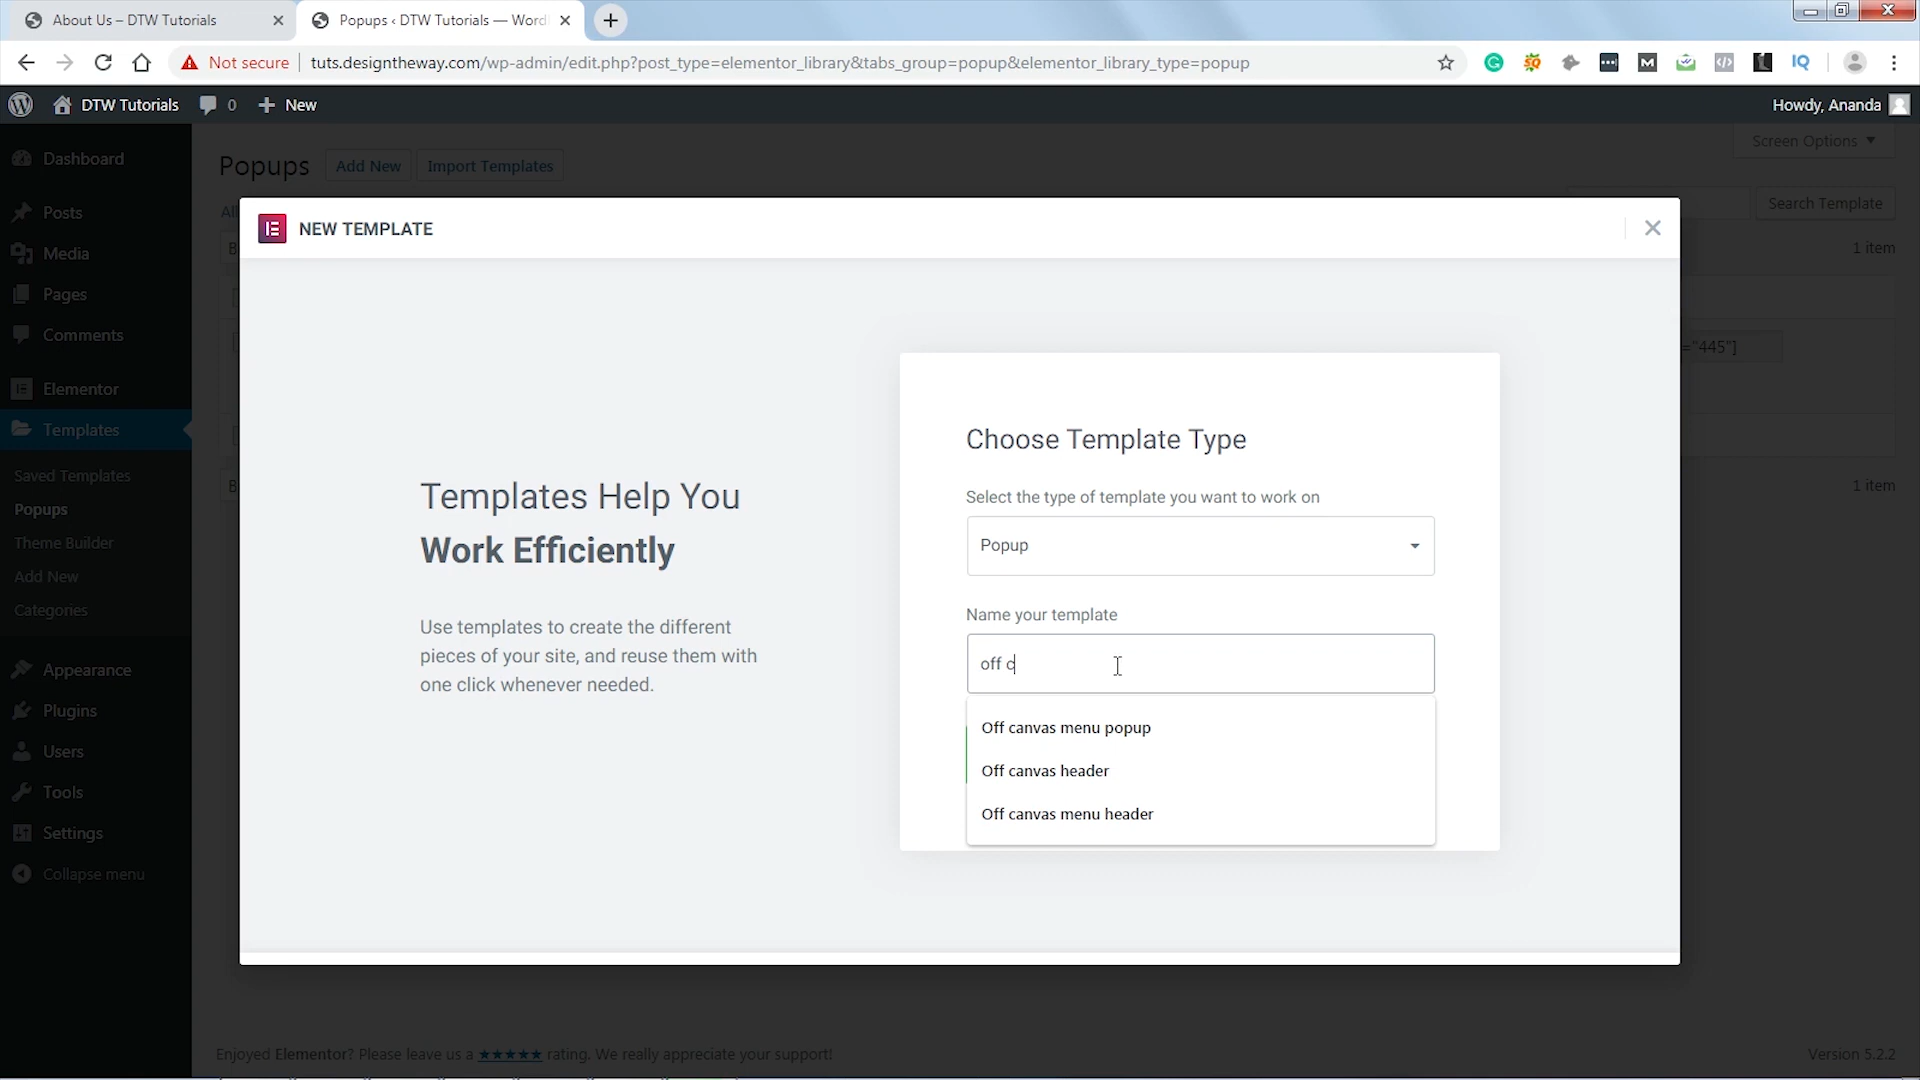 About Us – DTW Tutorials
Popups ‹ DTW Tutorials — Word
Not secure
tuts.designtheway.com/wp-admin/edit.php?post_type=elementor_library&tabs_group=popup&elementor_library_type=popup
DTW Tutorials
0
New
Howdy, Ananda
Dashboard
Posts
Media
Pages
Comments
Elementor
Templates
Saved Templates
Popups
Theme Builder
Add New
Categories
Appearance
Plugins
Users
Tools
Settings
Collapse menu
Popups
Add New
Import Templates
Screen Options
All
Search Template
B
1 item
="445"]
B
1 item
NEW TEMPLATE
Templates Help You
Work Efficiently
Use templates to create the different
pieces of your site, and reuse them with
one click whenever needed.
Choose Template Type
Select the type of template you want to work on
Popup
Name your template
off c
Off canvas menu popup
Off canvas header
Off canvas menu header
Enjoyed Elementor? Please leave us a ★★★★★ rating. We really appreciate your support!
Version 5.2.2